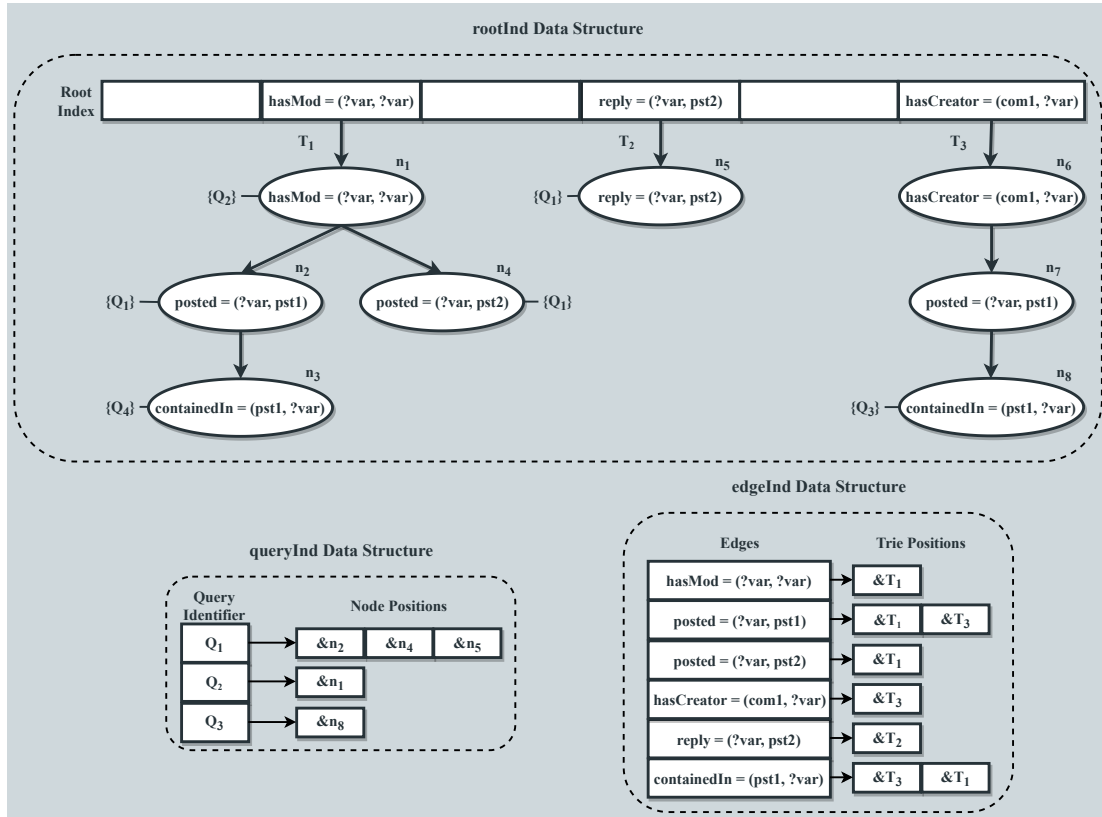 rootInd Data Structure
Root
Index
hasMod = (?var, ?var)
reply = (?var, pst2)
hasCreator = (com1, ?var)
T1
T2
T3
n1
n5
n6
{Q2}
hasMod = (?var, ?var)
{Q1}
reply = (?var, pst2)
hasCreator = (com1, ?var)
n2
n4
n7
{Q1}
posted = (?var, pst1)
posted = (?var, pst2)
{Q1}
posted = (?var, pst1)
n3
n8
{Q4}
containedIn = (pst1, ?var)
{Q3}
containedIn = (pst1, ?var)
edgeInd Data Structure
Edges
Trie Positions
hasMod = (?var, ?var)
&T1
posted = (?var, pst1)
&T1
&T3
posted = (?var, pst2)
&T1
hasCreator = (com1, ?var)
&T3
reply = (?var, pst2)
&T2
containedIn = (pst1, ?var)
&T3
&T1
queryInd Data Structure
Query
Identifier
Node Positions
Q1
&n2
&n4
&n5
Q2
&n1
Q3
&n8